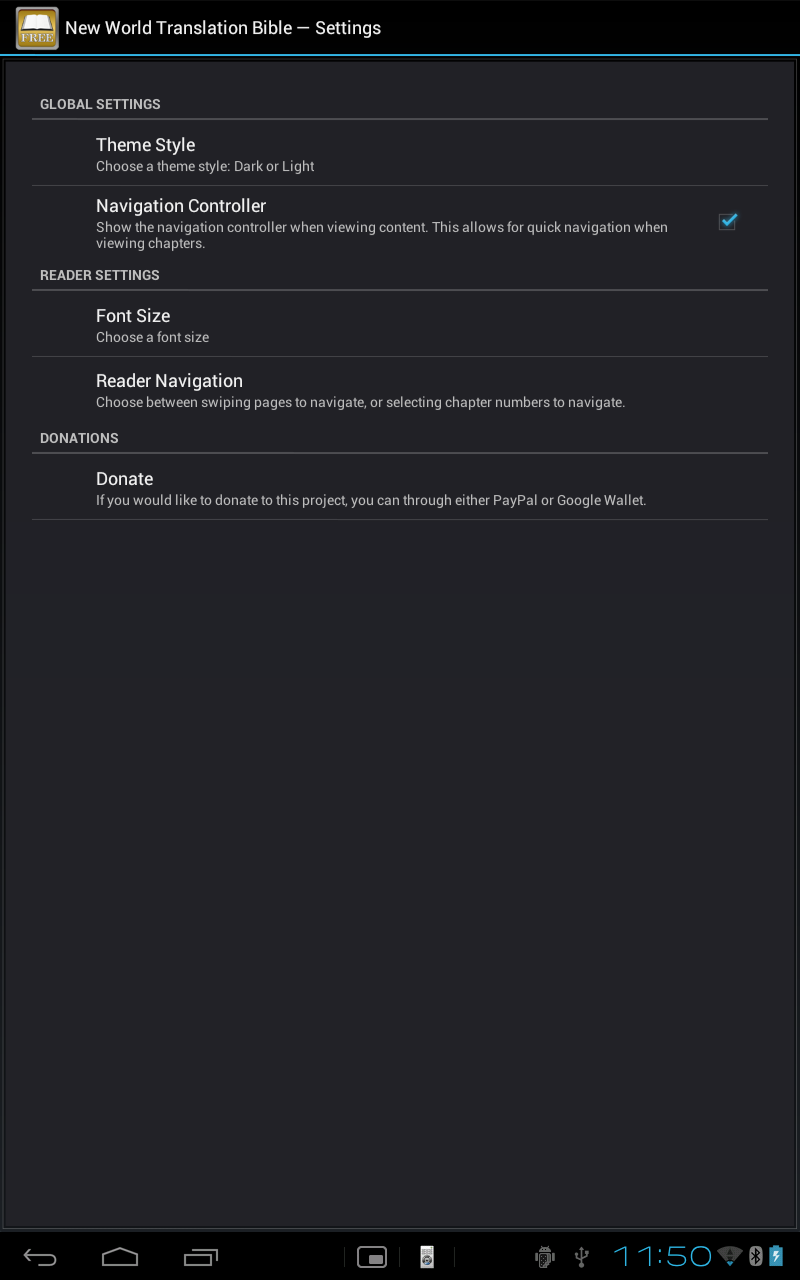 FREE
New World Translation Bible — Settings
GLOBAL SETTINGS
Theme Style
Choose a theme style: Dark or Light
Navigation Controller
Show the navigation controller when viewing content. This allows for quick navigation when
viewing chapters.
READER SETTINGS
Font Size
Choose a font size
Reader Navigation
Choose between swiping pages to navigate, or selecting chapter numbers to navigate.
DONATIONS
Donate
If you would like to donate to this project, you can through either PayPal or Google Wallet.
11:50